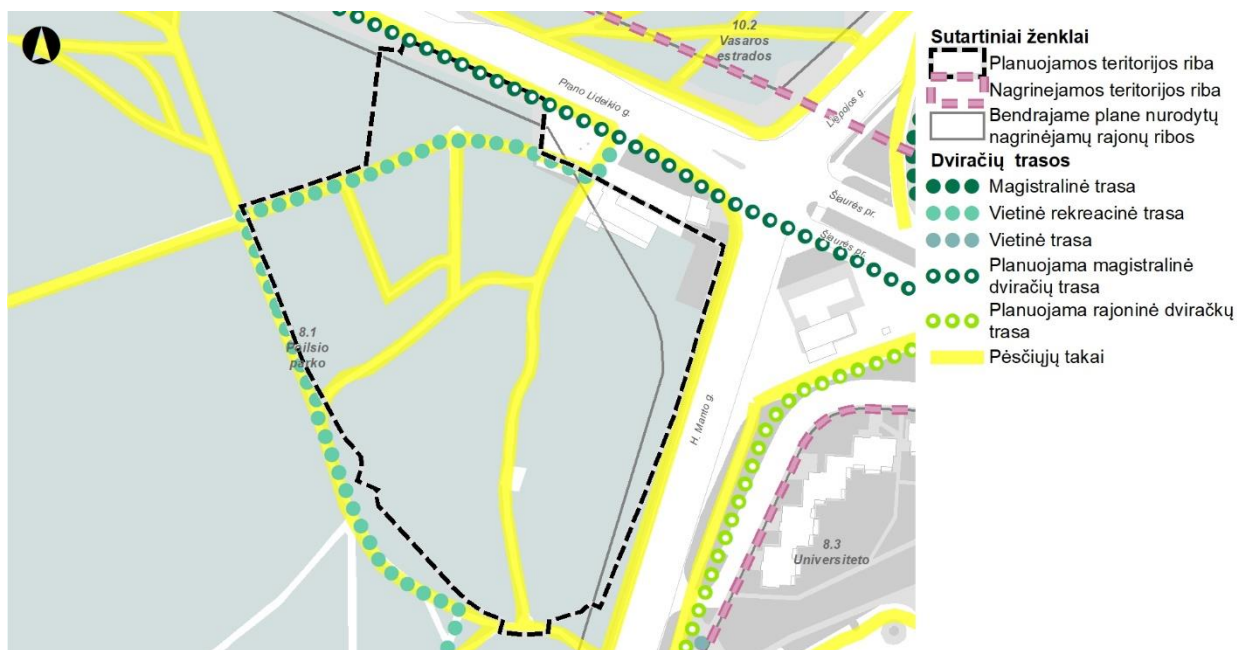 10.2
Vasaros
estrados
Prano Lideikio g.
Liepojos g.
Šiaurės pr.
Šiaurės pr.
8.1
Poilsio
parko
H. Manto g.
8.3
Universiteto
Sutartiniai ženklai
Planuojamos teritorijos riba
Nagrinejamos teritorijos riba
Bendrajame plane nurodytų
nagrinėjamų rajonų ribos
Dviračių trasos
Magistralinė trasa
Vietinė rekreacinė trasa
Vietinė trasa
Planuojama magistralinė
dviračių trasa
Planuojama rajoninė dviračkų
trasa
Pėsčiųjų takai